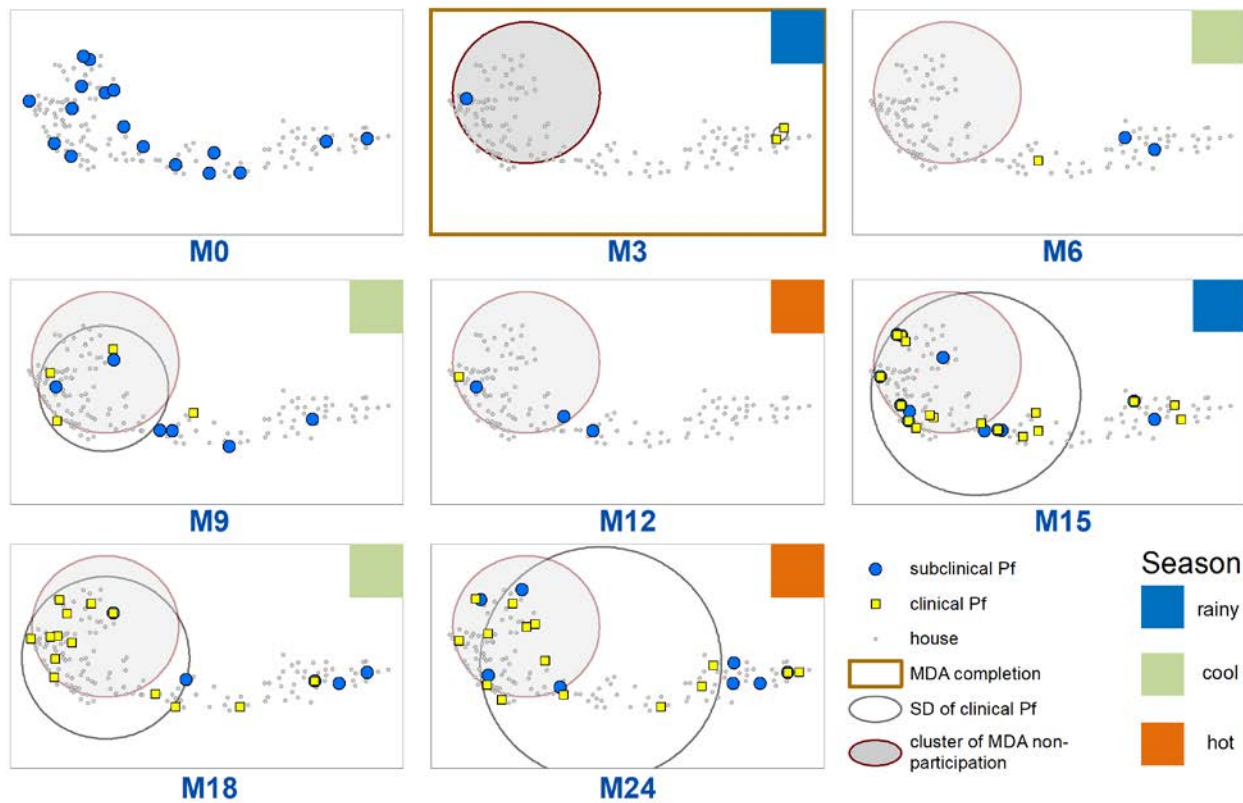 M0
M3
M6
M9
M12
M15
M18
M24
subclinical Pf
clinical Pf
house
MDA completion
SD of clinical Pf
cluster of MDA non-
participation
Season
rainy
cool
hot